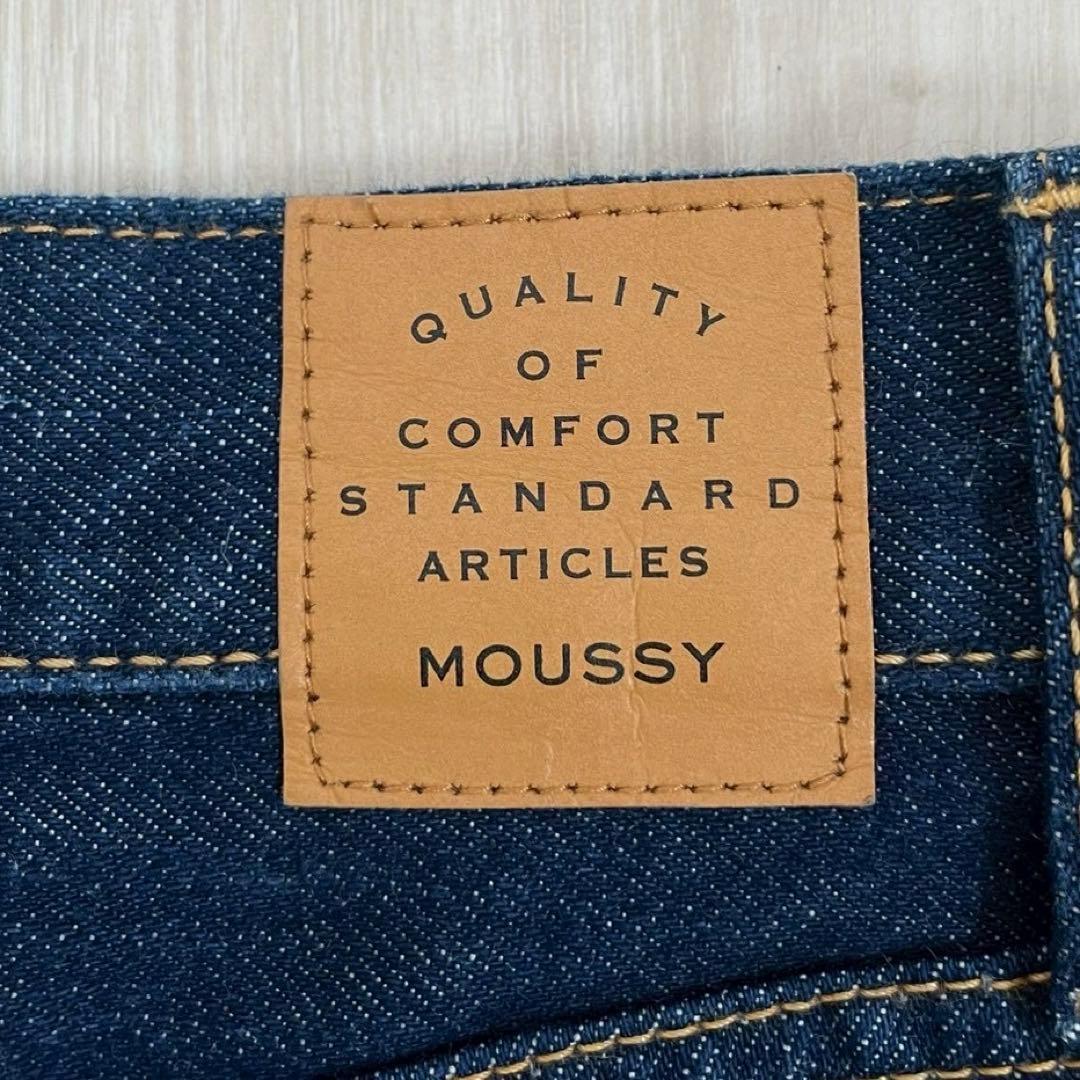 QUALITY
OF
COMFORT
STANDARD
ARTICLES
MOUSSY